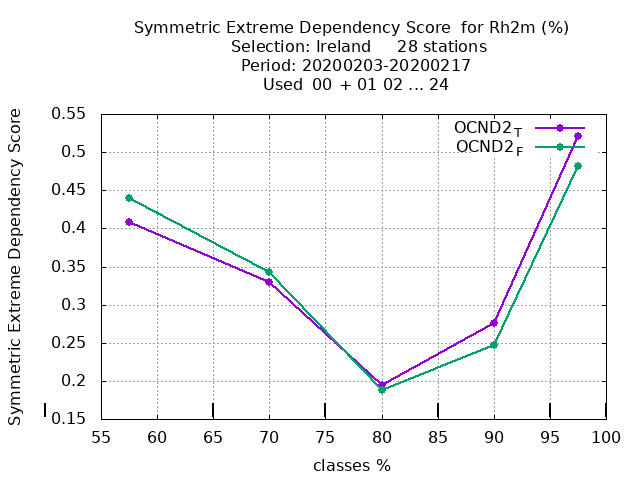 Symmetric Extreme Dependency Score for Rh2m (%)
Selection: Ireland 28 stations
Period: 20200203-20200217
Used 00 + 01 02 ... 24
Symmetric Extreme Dependency Score
0.55
0.5
0.45
0.4
0.35
0.3
0.25
0.2
0.15
OCND2T
OCND2F
55 60 65 70 75 80 85 90 95 100
classes %